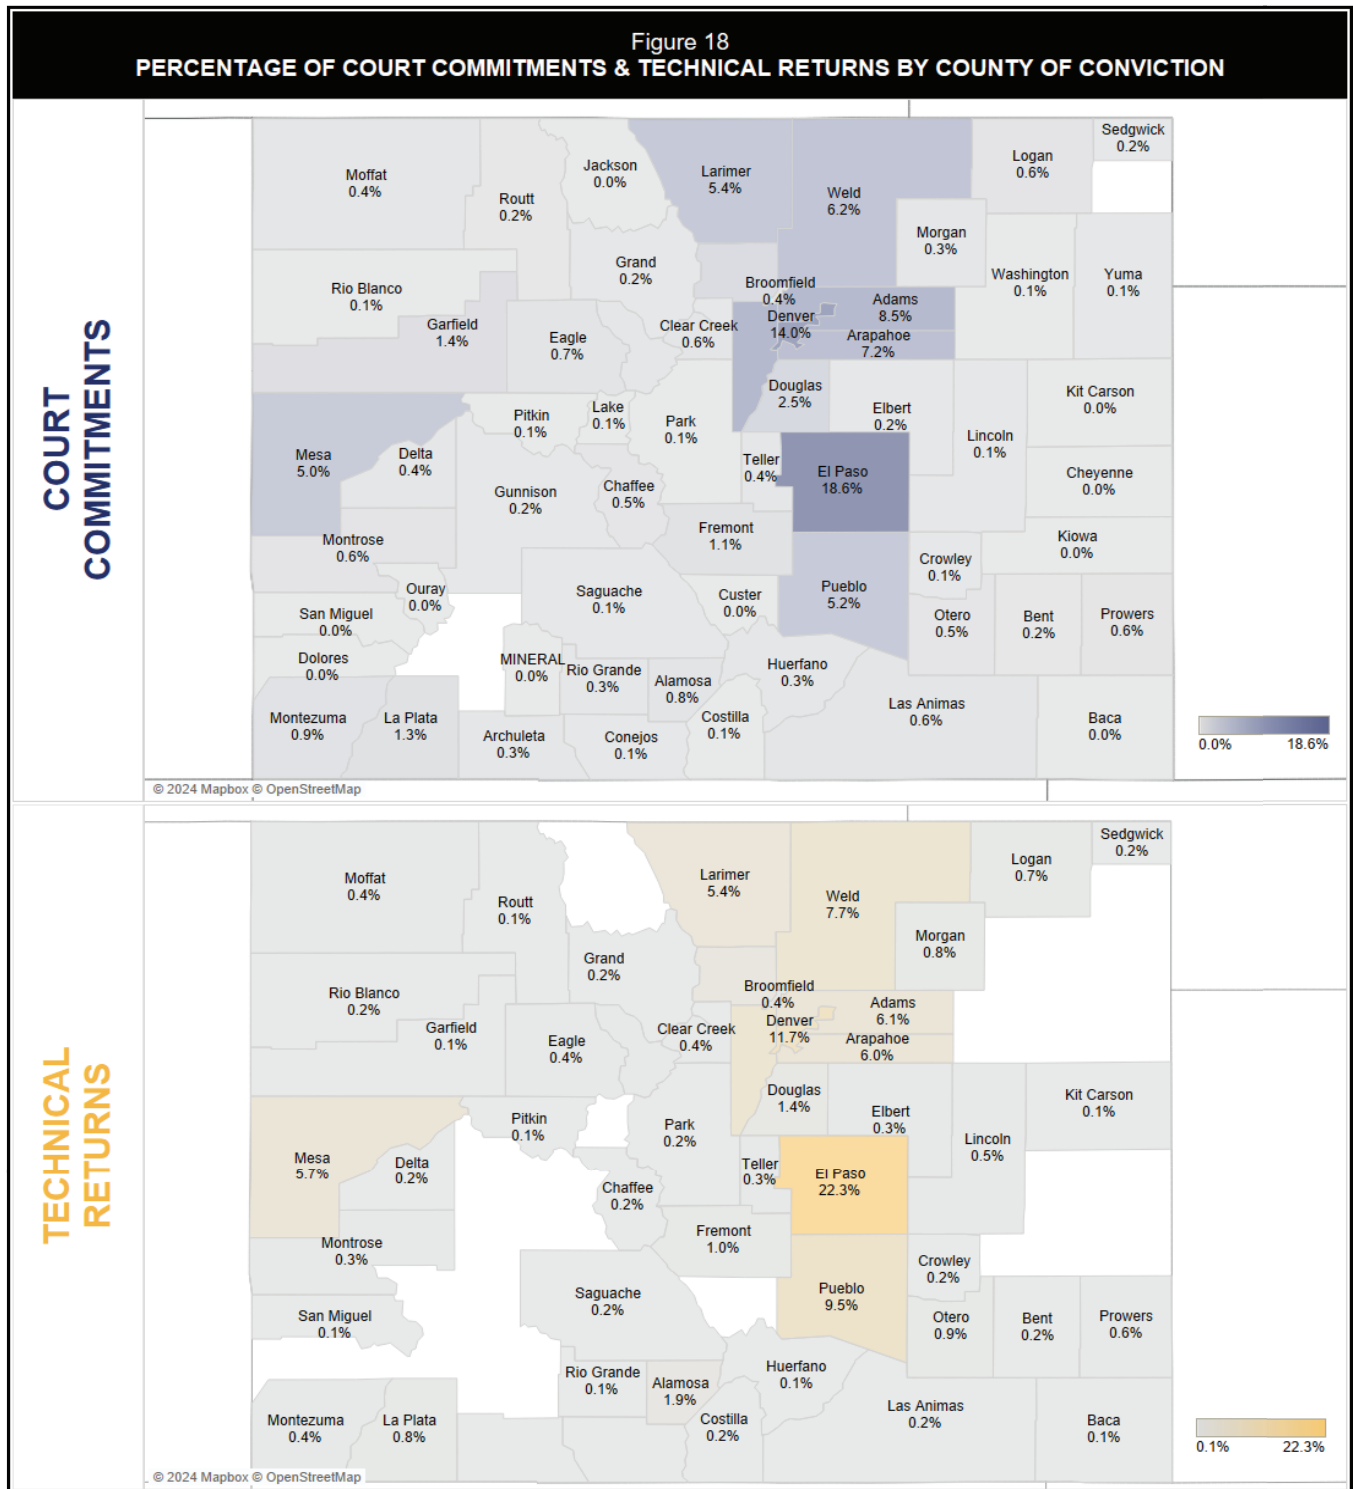 Figure 18
PERCENTAGE OF COURT COMMITMENTS & TECHNICAL RETURNS BY COUNTY OF CONVICTION
COURT
COMMITMENTS
Sedgwick
0.2%
Logan
0.6%
Jackson
0.0%
Larimer
5.4%
Moffat
0.4%
Weld
6.2%
Routt
0.2%
Morgan
0.3%
Grand
0.2%
Washington
0.1%
Yuma
0.1%
Rio Blanco
0.1%
Broomfield
0.4%
Adams
8.5%
Denver
14.0%
Garfield
1.4%
Clear Creek
0.6%
Eagle
0.7%
Arapahoe
7.2%
Douglas
2.5%
Kit Carson
0.0%
Elbert
0.2%
Lake
0.1%
Pitkin
0.1%
Park
0.1%
Lincoln
0.1%
Mesa
5.0%
Delta
0.4%
Teller
0.4%
El Paso
18.6%
Cheyenne
0.0%
Gunnison
0.2%
Chaffee
0.5%
Fremont
1.1%
Kiowa
0.0%
Montrose
0.6%
Crowley
0.1%
Ouray
0.0%
Saguache
0.1%
Custer
0.0%
Pueblo
5.2%
San Miguel
0.0%
Otero
0.5%
Bent
0.2%
Prowers
0.6%
Dolores
0.0%
MINERAL
0.0%
Rio Grande
0.3%
Alamosa
0.8%
Huerfano
0.3%
Las Animas
0.6%
Montezuma
0.9%
La Plata
1.3%
Costilla
0.1%
Baca
0.0%
Archuleta
0.3%
Conejos
0.1%
0.0%
18.6%
© 2024 Mapbox © OpenStreetMap
TECHNICAL
RETURNS
Sedgwick
0.2%
Logan
0.7%
Larimer
5.4%
Moffat
0.4%
Weld
7.7%
Routt
0.1%
Morgan
0.8%
Grand
0.2%
Rio Blanco
0.2%
Broomfield
0.4%
Adams
6.1%
Denver
11.7%
Garfield
0.1%
Clear Creek
0.4%
Eagle
0.4%
Arapahoe
6.0%
Douglas
1.4%
Kit Carson
0.1%
Elbert
0.3%
Pitkin
0.1%
Park
0.2%
Lincoln
0.5%
Mesa
5.7%
Delta
0.2%
Teller
0.3%
El Paso
22.3%
Chaffee
0.2%
Fremont
1.0%
Montrose
0.3%
Crowley
0.2%
Saguache
0.2%
Pueblo
9.5%
San Miguel
0.1%
Otero
0.9%
Bent
0.2%
Prowers
0.6%
Rio Grande
0.1%
Alamosa
1.9%
Huerfano
0.1%
Las Animas
0.2%
Montezuma
0.4%
La Plata
0.8%
Costilla
0.2%
Baca
0.1%
0.1%
22.3%
© 2024 Mapbox © OpenStreetMap